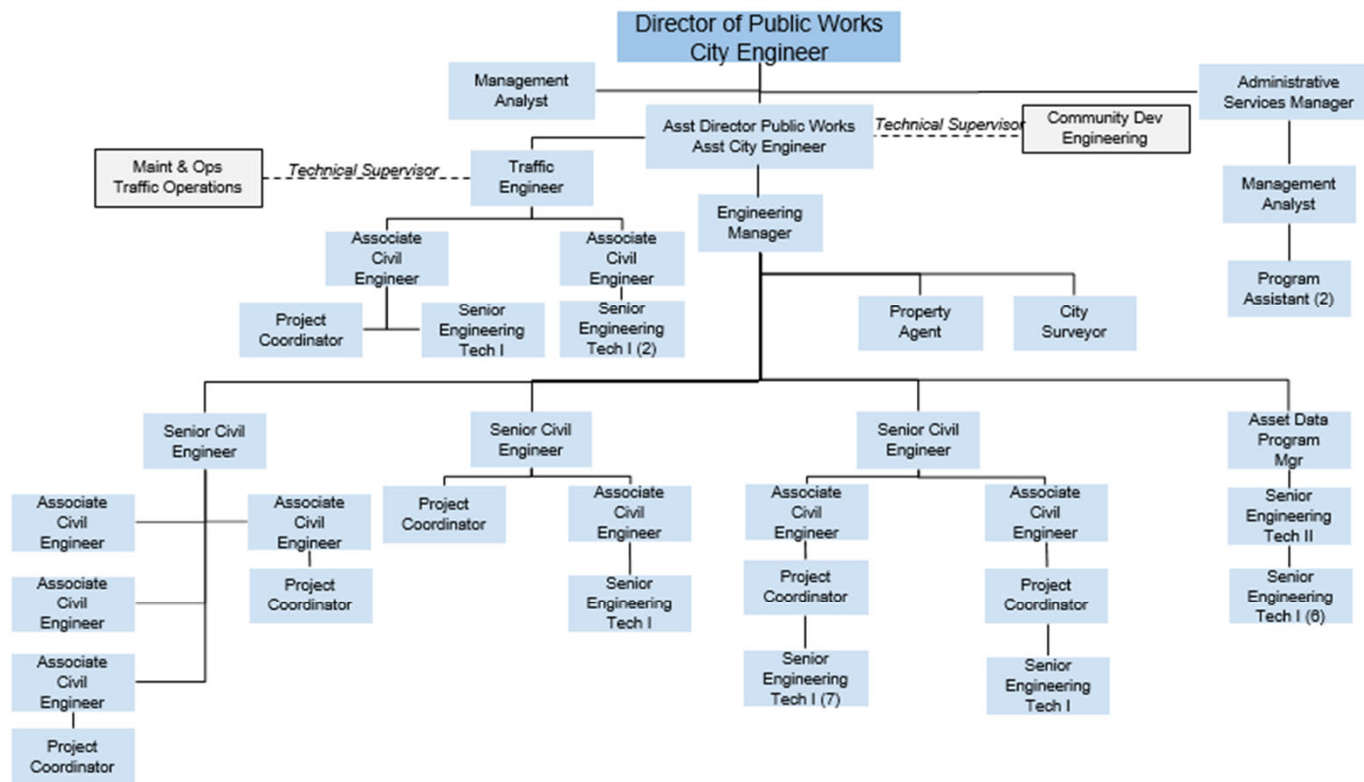 Director of Public Works
City Engineer
Management
Analyst
Administrative
Services Manager
Asst Director Public Works
Asst City Engineer
Technical Supervisor
Community Dev
Engineering
Maint & Ops
Traffic Operations
Technical Supervisor
Traffic
Engineer
Management
Analyst
Engineering
Manager
Associate
Civil
Engineer
Associate
Civil
Engineer
Program
Assistant (2)
Project
Coordinator
Senior
Engineering
Tech I
Senior
Engineering
Tech I (2)
Property
Agent
City
Surveyor
Senior Civil
Engineer
Senior Civil
Engineer
Senior Civil
Engineer
Asset Data
Program
Mgr
Associate
Civil
Engineer
Associate
Civil
Engineer
Project
Coordinator
Associate
Civil
Engineer
Associate
Civil
Engineer
Associate
Civil
Engineer
Senior
Engineering
Tech II
Associate
Civil
Engineer
Project
Coordinator
Senior
Engineering
Tech I
Project
Coordinator
Project
Coordinator
Senior
Engineering
Tech I (6)
Associate
Civil
Engineer
Senior
Engineering
Tech I (7)
Senior
Engineering
Tech I
Project
Coordinator